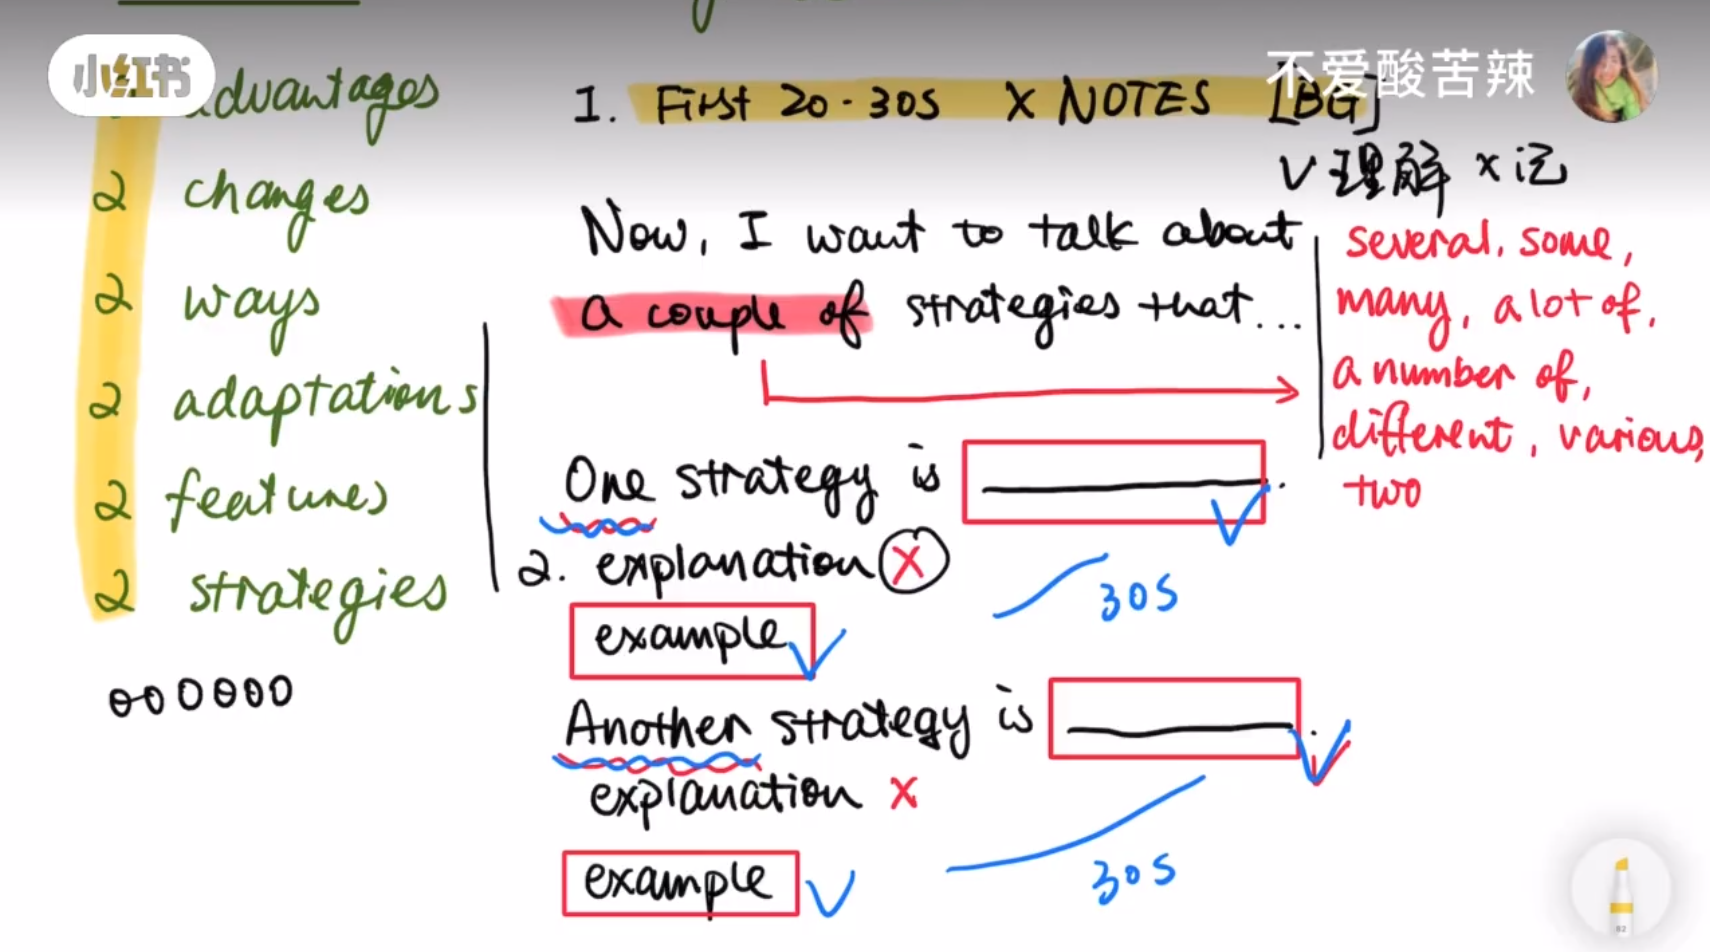 小红书
不爱酸苦辣
advantages
2 changes
2 ways
2 adaptations
2 features
2 strategies
1. First 20-30s X NOTES [BG]
V 理解 x 记
Now, I want to talk about
a couple of strategies that...
several, some,
many, a lot of,
a number of,
different, various,
two
One strategy is ______.
2. explanation X
30s
example
Another strategy is ______.
explanation x
30s
example